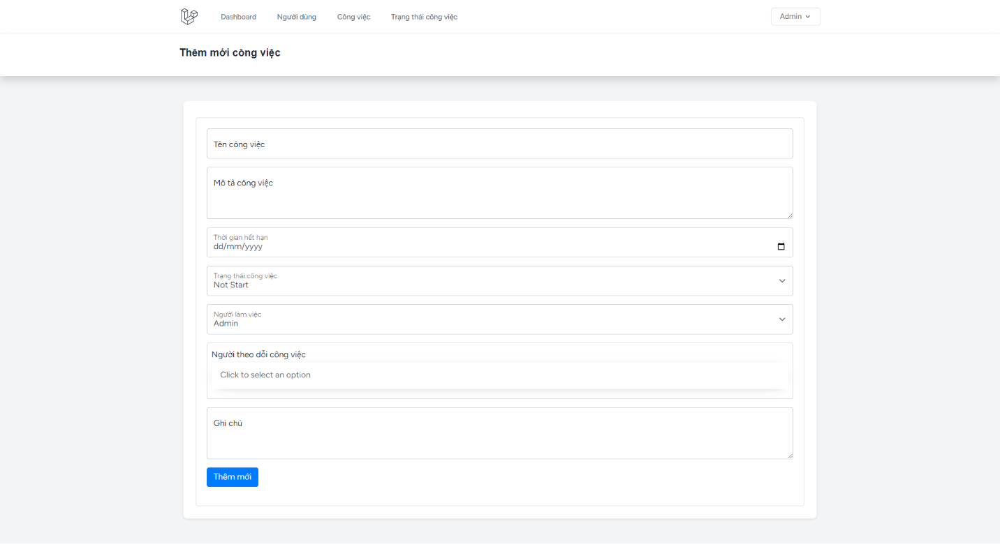 Dashboard Người dùng Công việc Trạng thái công việc Admin
Thêm mới công việc
Tên công việc
Mô tả công việc
Thời gian hết hạn
dd/mm/yyyy
Trạng thái công việc
Not Start
Người làm việc
Admin
Người theo dỗi công việc
Click to select an option
Ghi chú
Thêm mới